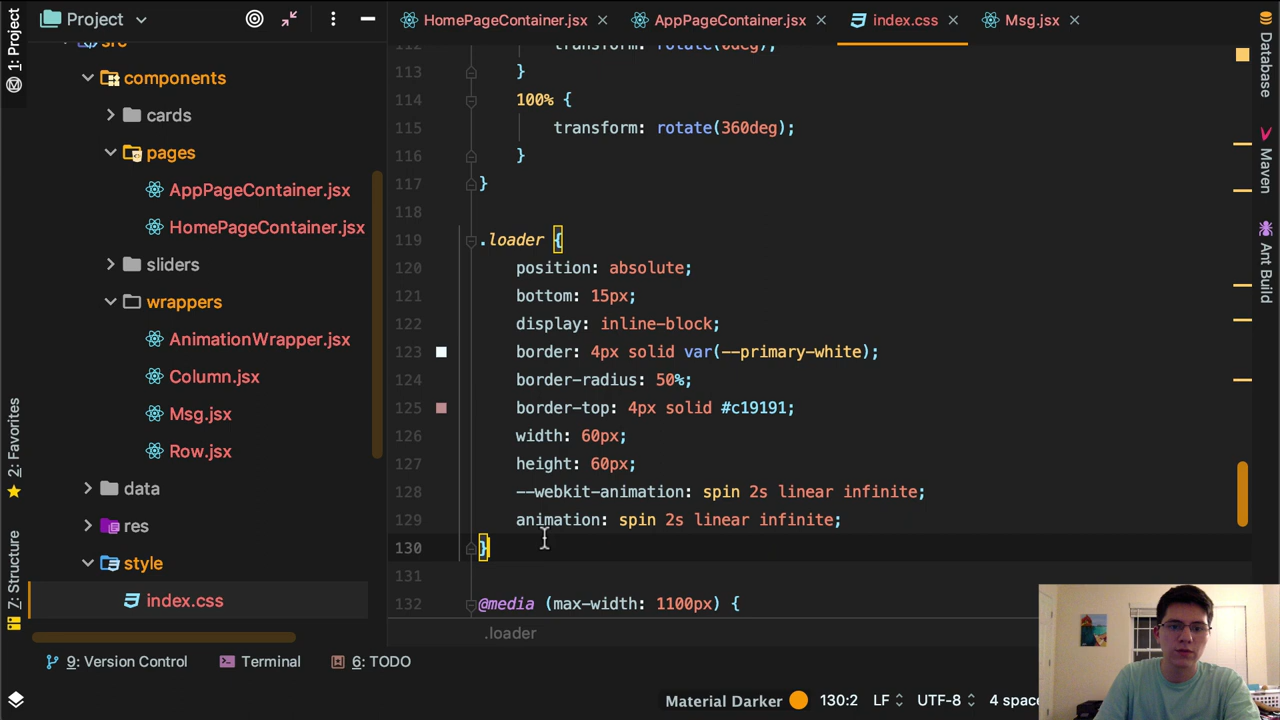 Project
HomePageContainer.jsx
AppPageContainer.jsx
index.css
Msg.jsx
1: Project
2: Favorites
7: Structure
Database
Maven
Ant Build
src
components
cards
pages
AppPageContainer.jsx
HomePageContainer.jsx
sliders
wrappers
AnimationWrapper.jsx
Column.jsx
Msg.jsx
Row.jsx
data
res
style
index.css
112 transform: rotate(0deg);
113 }
114 100% {
115 transform: rotate(360deg);
116 }
117 }
118
119 .loader {
120 position: absolute;
121 bottom: 15px;
122 display: inline-block;
123 border: 4px solid var(--primary-white);
124 border-radius: 50%;
125 border-top: 4px solid #c19191;
126 width: 60px;
127 height: 60px;
128 --webkit-animation: spin 2s linear infinite;
129 animation: spin 2s linear infinite;
130 }
131
132 @media (max-width: 1100px) {
.loader
9: Version Control
Terminal
6: TODO
Material Darker 130:2 LF UTF-8 4